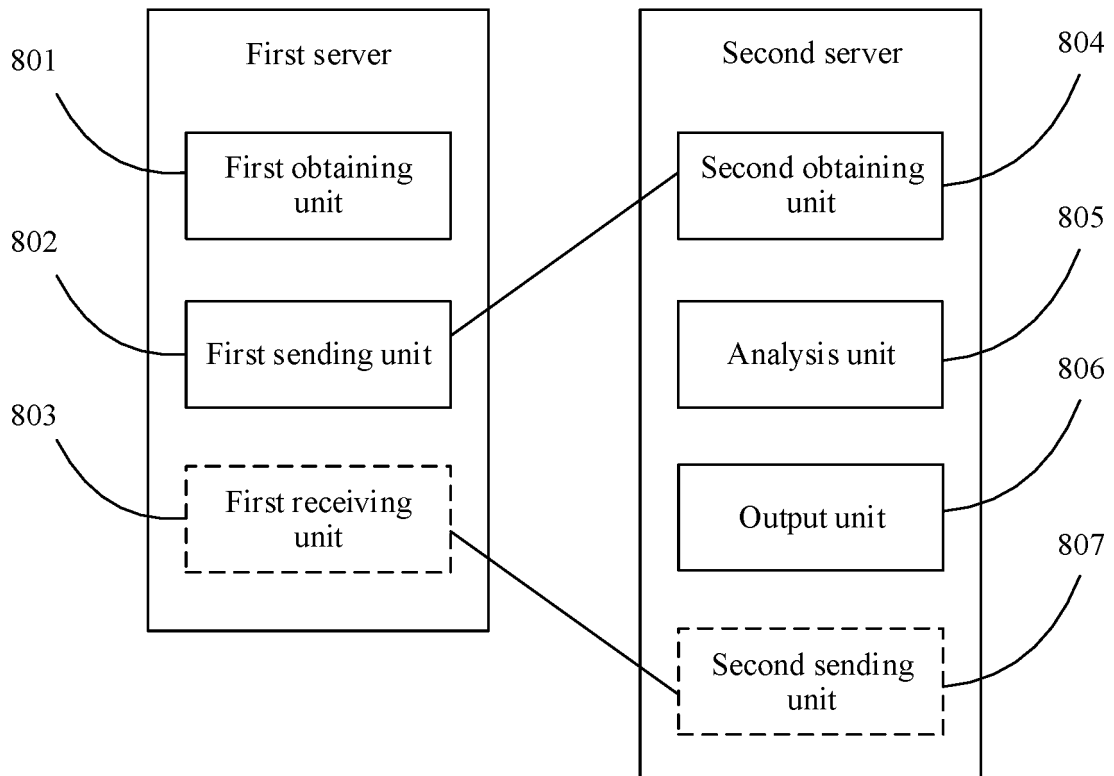 First server
801
First obtaining
unit
802
First sending unit
803
First receiving
unit
Second server
804
Second obtaining
unit
805
Analysis unit
806
Output unit
807
Second sending
unit